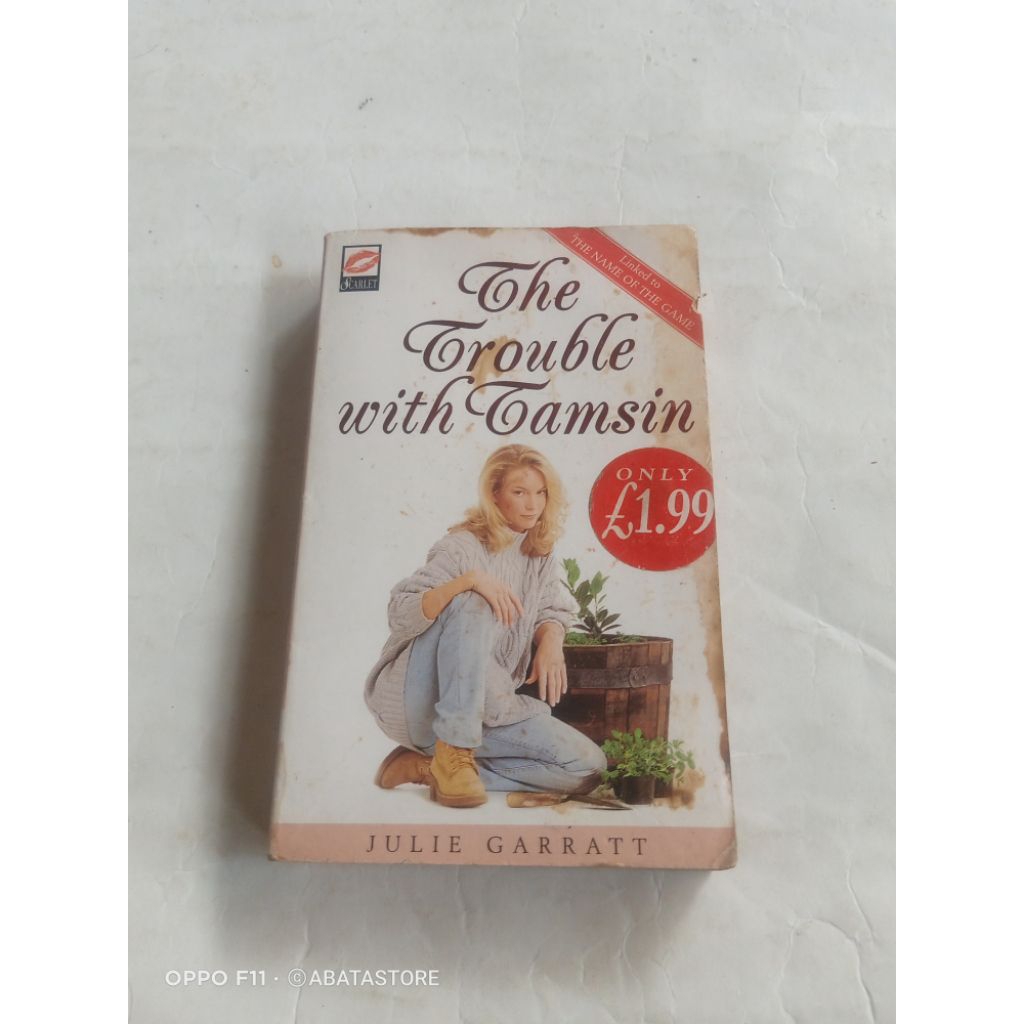 SCARLET
Linked to
THE NAME OF THE GAME
The
Trouble
with Tamsin
ONLY
£1.99
JULIE GARRATT
OPPO F11 · ©ABATASTORE